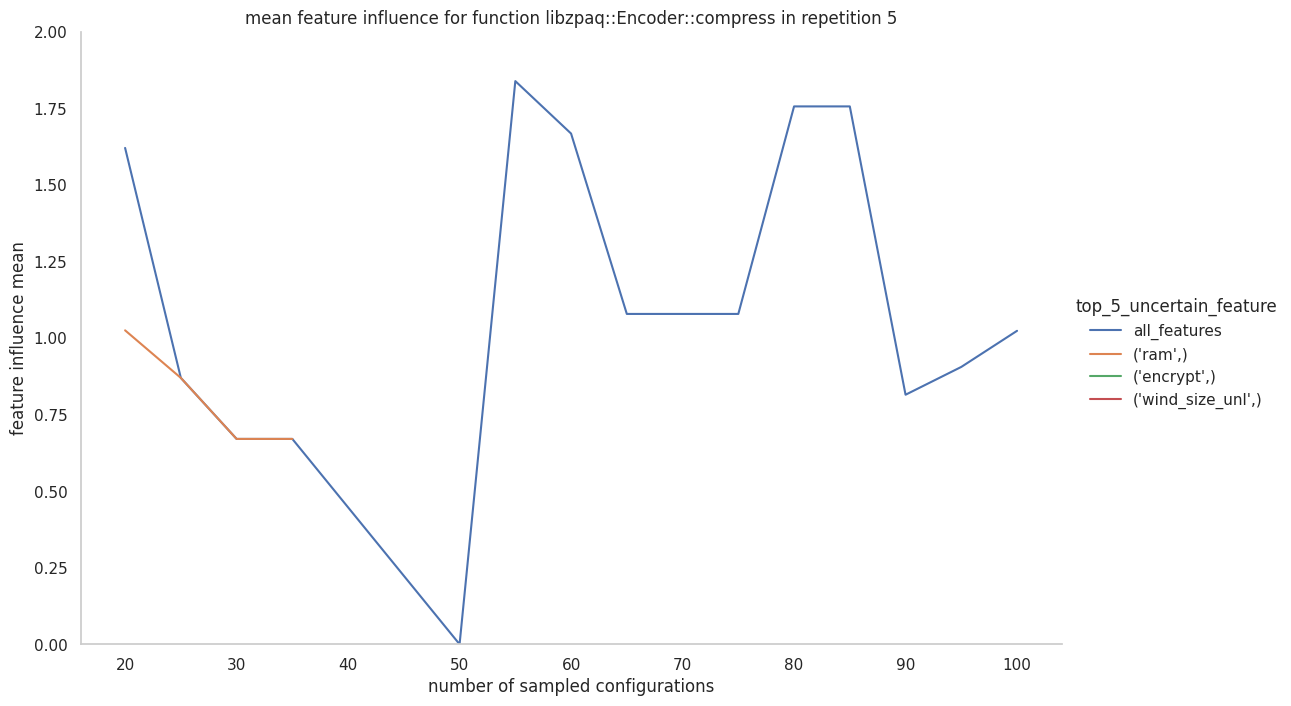 mean feature influence for function libzpaq::Encoder::compress in repetition 5
2.00
1.75
1.50
1.25
1.00
0.75
0.50
0.25
0.00
feature influence mean
20 30 40 50 60 70 80 90 100
number of sampled configurations
top_5_uncertain_feature
all_features
('ram',)
('encrypt',)
('wind_size_unl',)